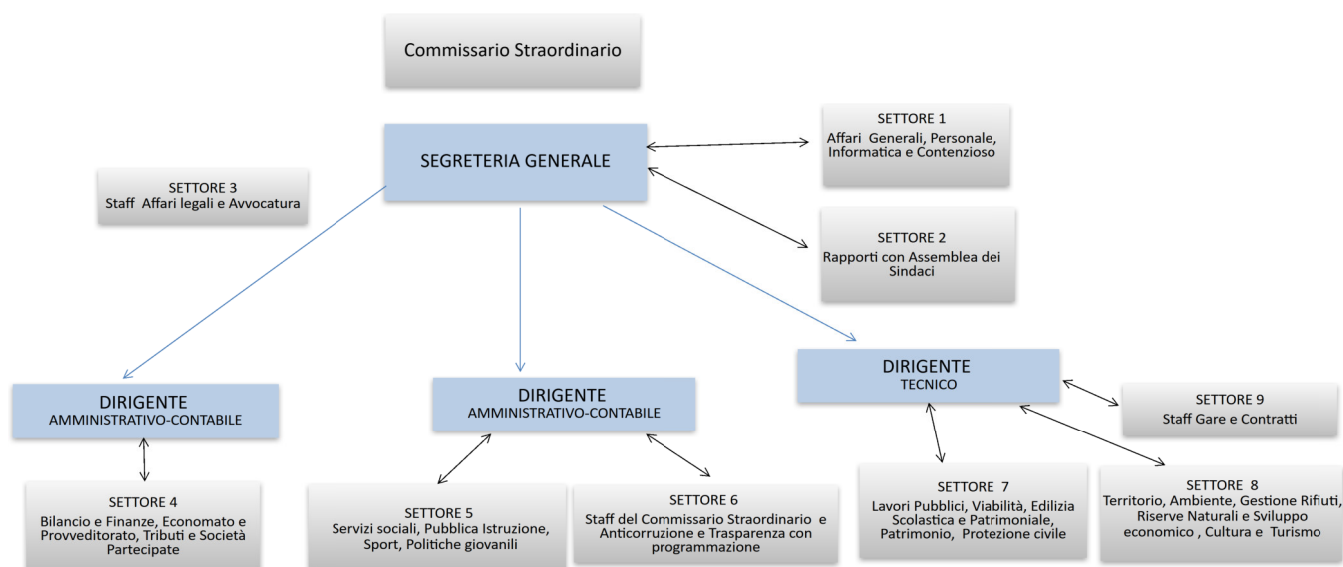 Commissario Straordinario
SETTORE 1
Affari Generali, Personale,
Informatica e Contenzioso
SEGRETERIA GENERALE
SETTORE 3
Staff Affari legali e Avvocatura
SETTORE 2
Rapporti con Assemblea dei
Sindaci
DIRIGENTE
AMMINISTRATIVO-CONTABILE
DIRIGENTE
AMMINISTRATIVO-CONTABILE
DIRIGENTE
TECNICO
SETTORE 9
Staff Gare e Contratti
SETTORE 4
Bilancio e Finanze, Economato e
Provveditorato, Tributi e Società
Partecipate
SETTORE 5
Servizi sociali, Pubblica Istruzione,
Sport, Politiche giovanili
SETTORE 6
Staff del Commissario Straordinario e
Anticorruzione e Trasparenza con
programmazione
SETTORE 7
Lavori Pubblici, Viabilità, Edilizia
Scolastica e Patrimoniale,
Patrimonio, Protezione civile
SETTORE 8
Territorio, Ambiente, Gestione Rifiuti,
Riserve Naturali e Sviluppo
economico , Cultura e Turismo